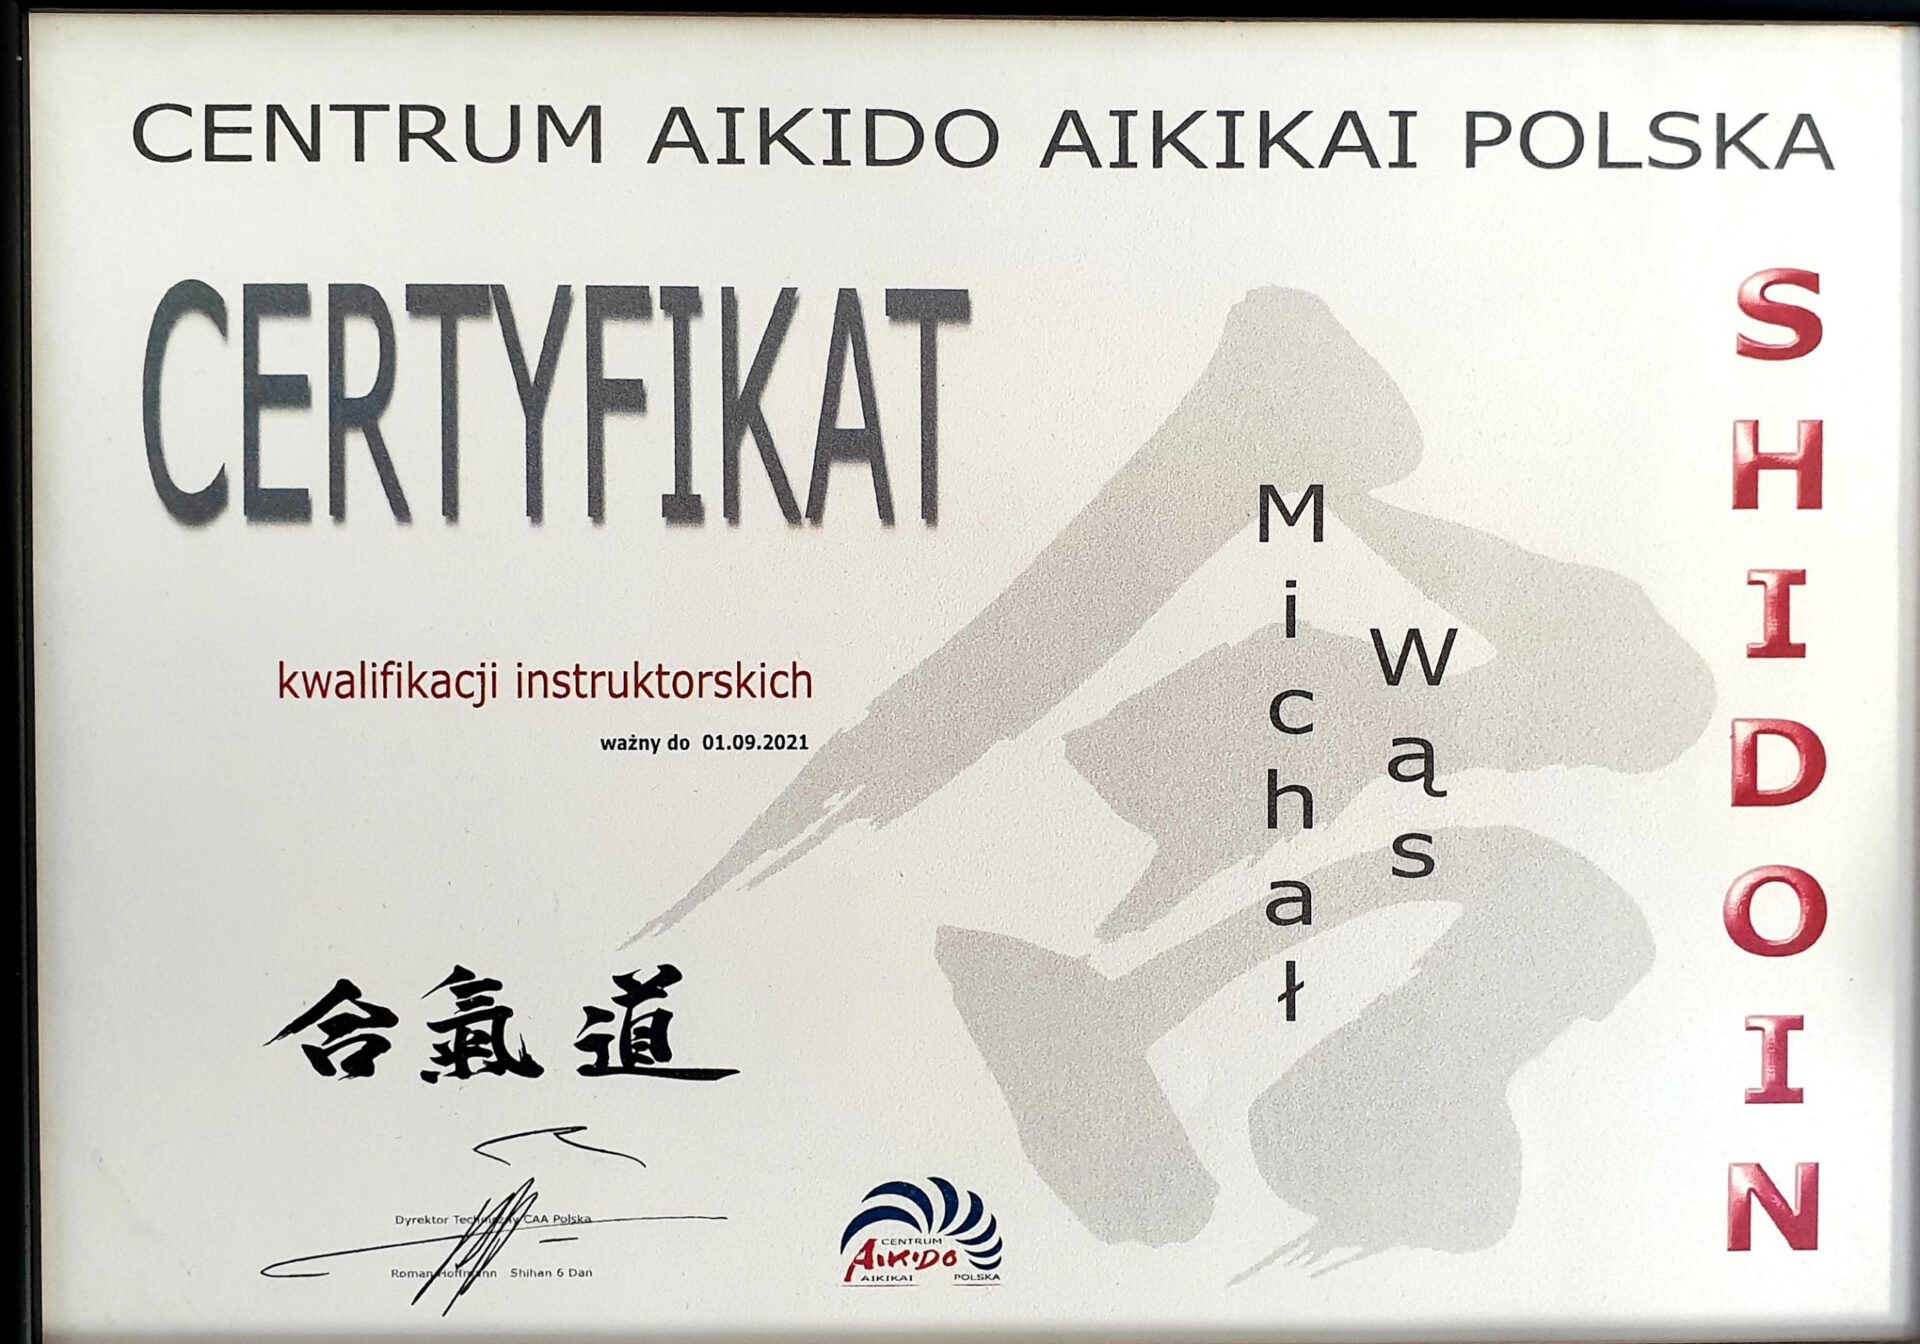 CENTRUM AIKIDO AIKIKAI POLSKA
CERTYFIKAT
kwalifikacji instruktorskich
ważny do 01.09.2021
Michał
Wąs
SHIDOIN
合氣道
Dyrektor Techniczny CAA Polska
Roman Hoffmann Shihan 6 Dan
CENTRUM
AIKIDO
AIKIKAI POLSKA